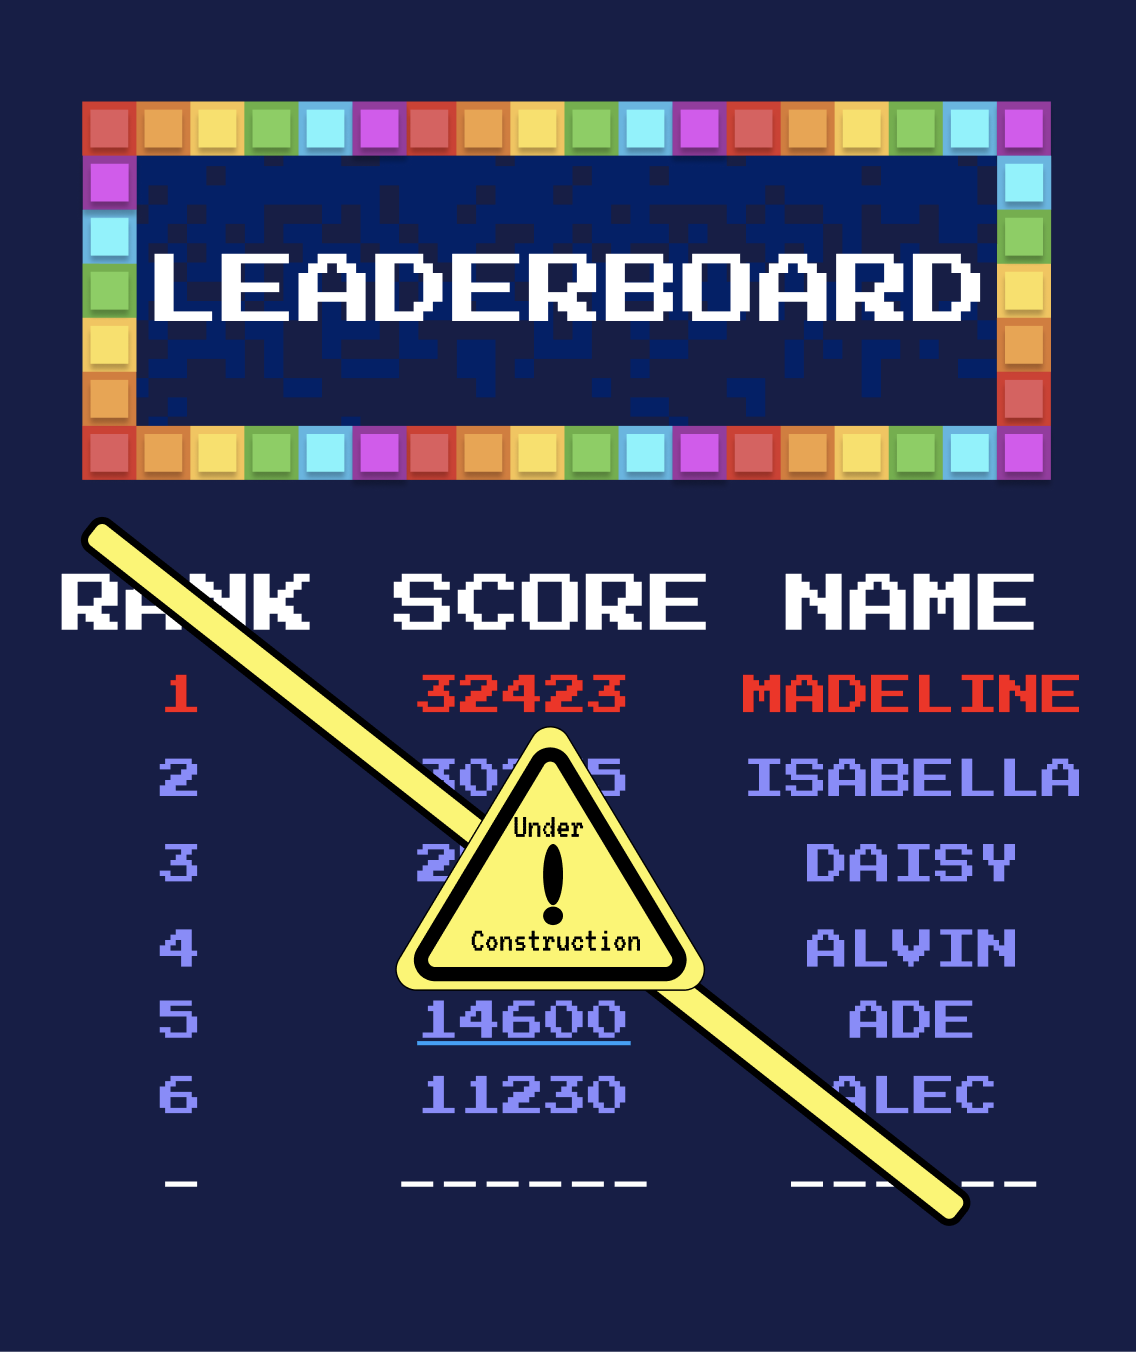 LEADERBOARD
RANK SCORE NAME
1 32423 MADELINE
2 ISABELLA
3 DAISY
Under
!
Construction
4 ALVIN
5 14600 ADE
6 11230 ALEC
_ _ _ _ _ _ _ _ _ _ _ _ _